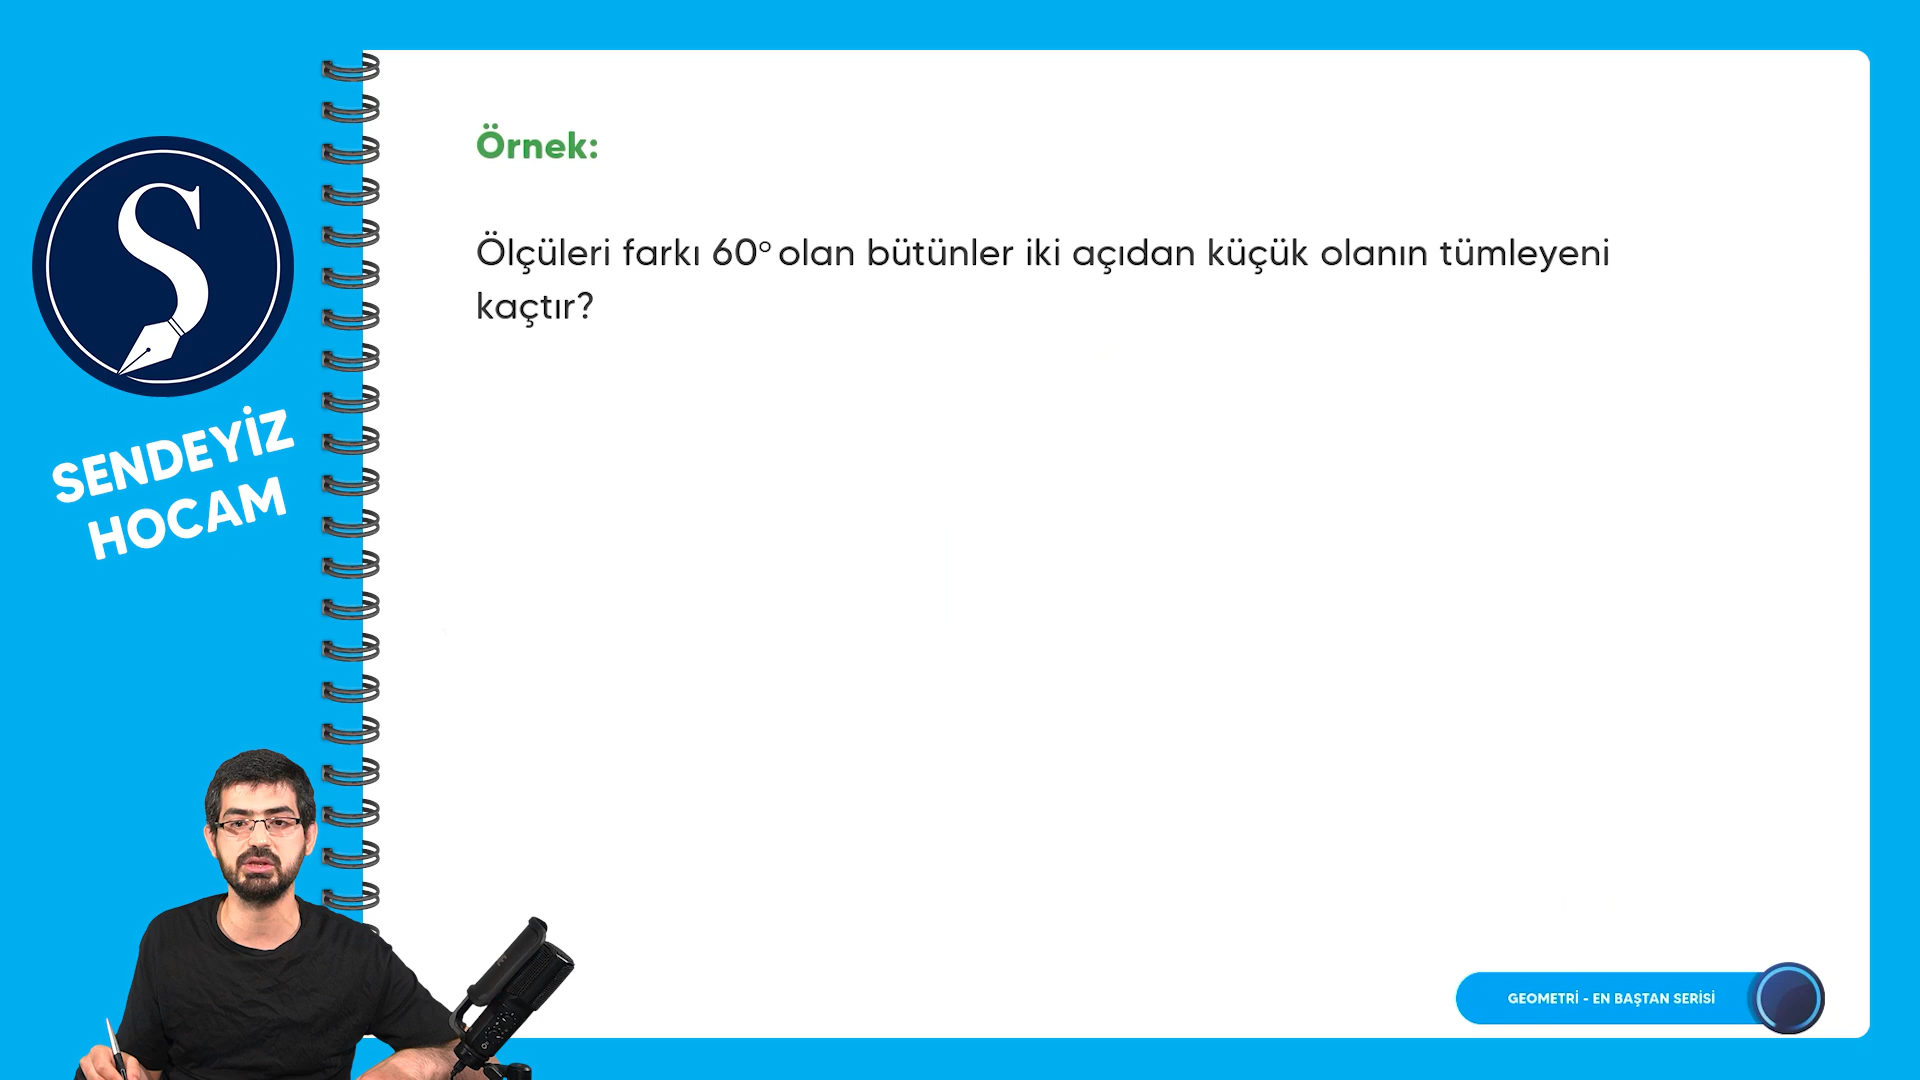 SENDEYİZ
HOCAM
Örnek:
Ölçüleri farkı 60° olan bütünler iki açıdan küçük olanın tümleyeni
kaçtır?
GEOMETRİ - EN BAŞTAN SERİSİ